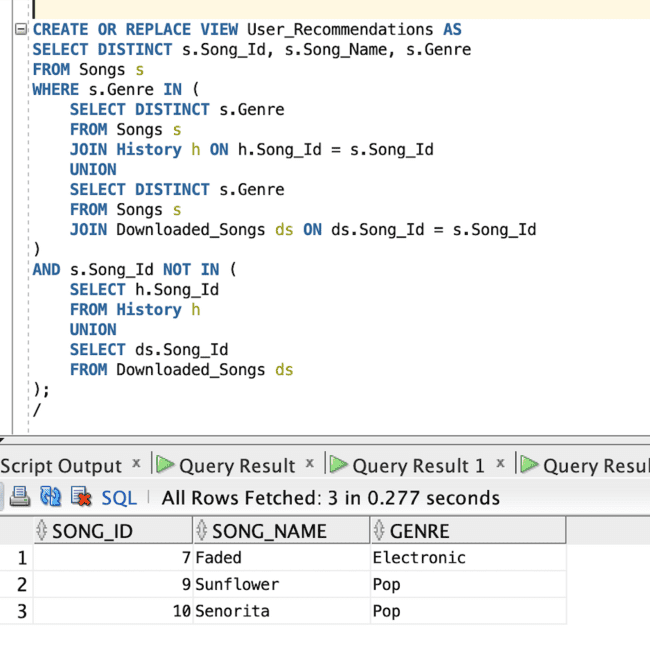 CREATE OR REPLACE VIEW User_Recommendations AS
SELECT DISTINCT s.Song_Id, s.Song_Name, s.Genre
FROM Songs s
WHERE s.Genre IN (
    SELECT DISTINCT s.Genre
    FROM Songs s
    JOIN History h ON h.Song_Id = s.Song_Id
    UNION
    SELECT DISTINCT s.Genre
    FROM Songs s
    JOIN Downloaded_Songs ds ON ds.Song_Id = s.Song_Id
)
AND s.Song_Id NOT IN (
    SELECT h.Song_Id
    FROM History h
    UNION
    SELECT ds.Song_Id
    FROM Downloaded_Songs ds
);
/
Script Output x Query Result x Query Result 1 x Query Resul
SQL | All Rows Fetched: 3 in 0.277 seconds
SONG_ID SONG_NAME GENRE
1 7 Faded Electronic
2 9 Sunflower Pop
3 10 Senorita Pop